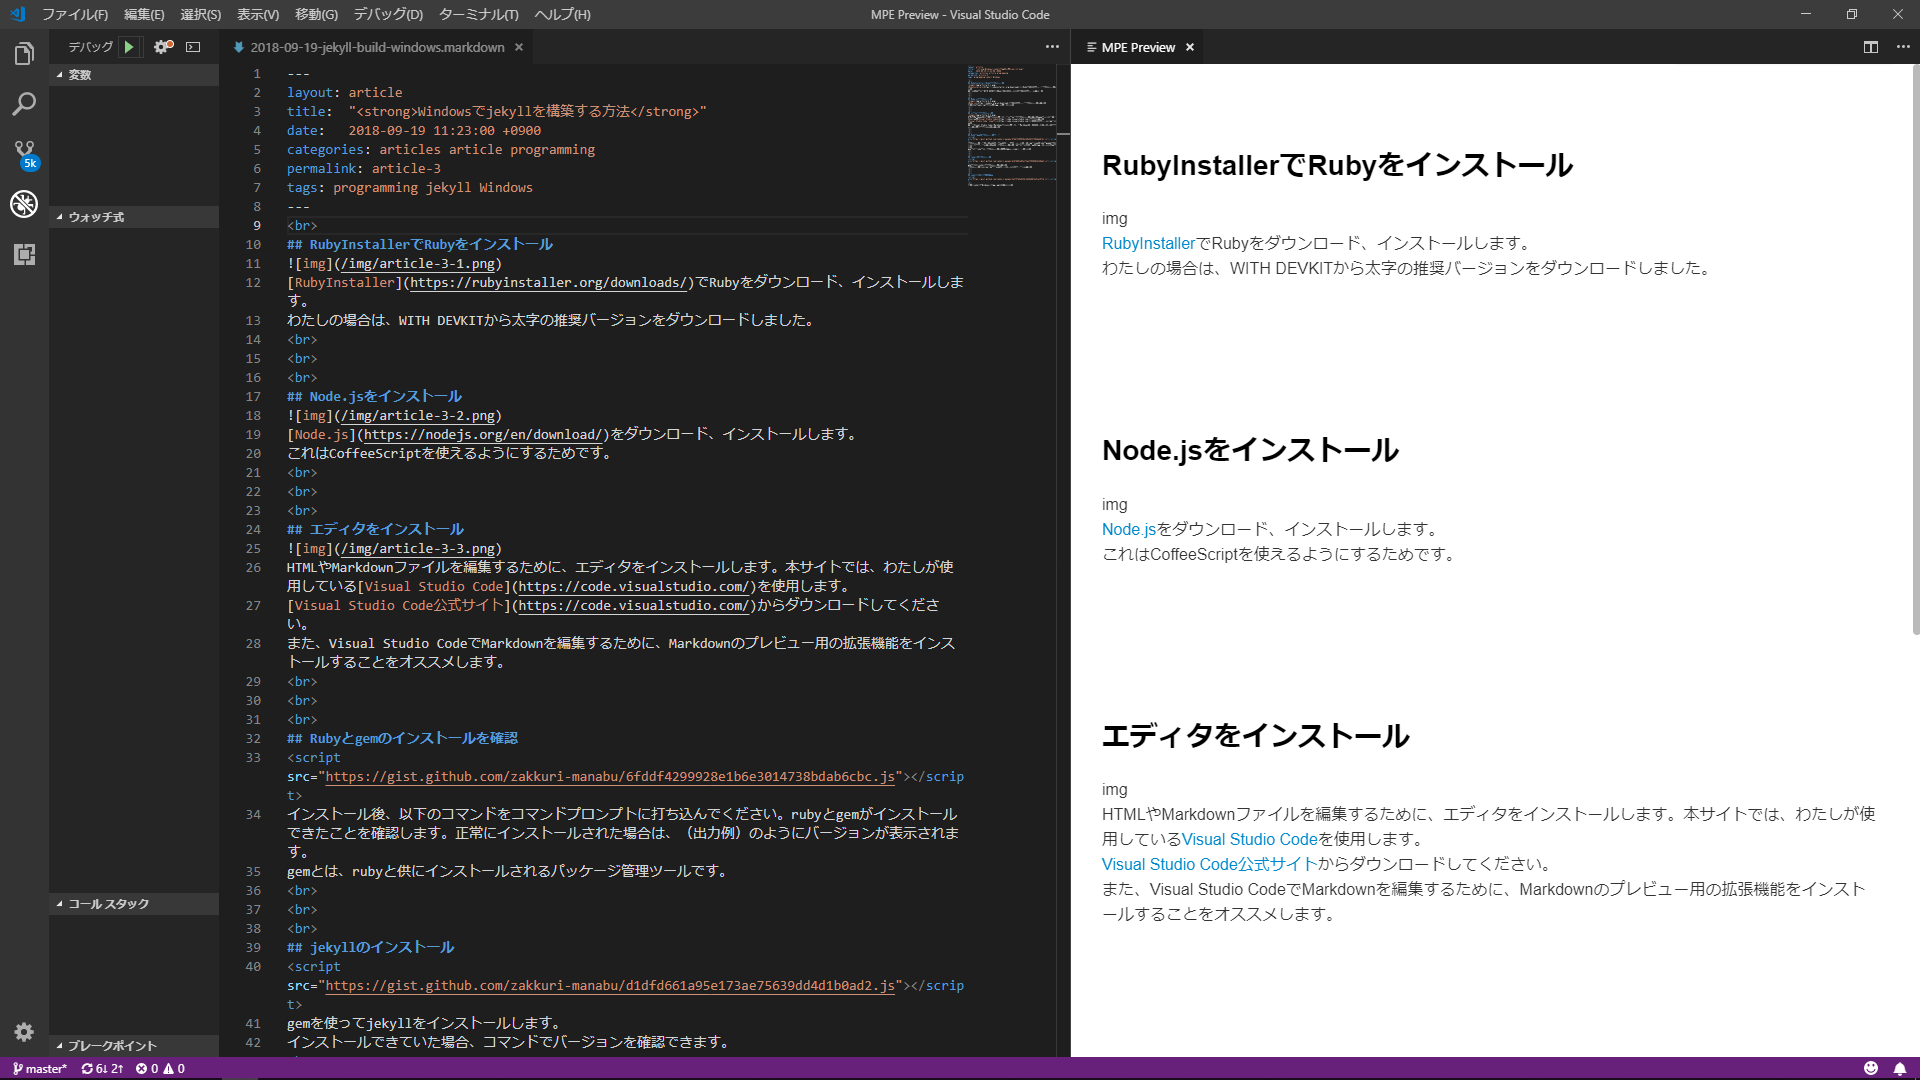 ファイル(F) 編集(E) 選択(S) 表示(V) 移動(G) デバッグ(D) ターミナル(T) ヘルプ(H)
MPE Preview - Visual Studio Code
デバッグ
変数
ウォッチ式
コール スタック
ブレークポイント
5k
2018-09-19-jekyll-build-windows.markdown
1 ---
2 layout: article
3 title:  "<strong>Windowsでjekyllを構築する方法</strong>"
4 date:   2018-09-19 11:23:00 +0900
5 categories: articles article programming
6 permalink: article-3
7 tags: programming jekyll Windows
8 ---
9 <br>
10 ## RubyInstallerでRubyをインストール
11 ![img](/img/article-3-1.png)
12 [RubyInstaller](https://rubyinstaller.org/downloads/)でRubyをダウンロード、インストールしま
す。
13 わたしの場合は、WITH DEVKITから太字の推奨バージョンをダウンロードしました。
14 <br>
15 <br>
16 <br>
17 ## Node.jsをインストール
18 ![img](/img/article-3-2.png)
19 [Node.js](https://nodejs.org/en/download/)をダウンロード、インストールします。
20 これはCoffeeScriptを使えるようにするためです。
21 <br>
22 <br>
23 <br>
24 ## エディタをインストール
25 ![img](/img/article-3-3.png)
26 HTMLやMarkdownファイルを編集するために、エディタをインストールします。本サイトでは、わたしが使
用している[Visual Studio Code](https://code.visualstudio.com/)を使用します。
27 [Visual Studio Code公式サイト](https://code.visualstudio.com/)からダウンロードしてくださ
い。
28 また、Visual Studio CodeでMarkdownを編集するために、Markdownのプレビュー用の拡張機能をインス
トールすることをオススメします。
29 <br>
30 <br>
31 <br>
32 ## Rubyとgemのインストールを確認
33 <script
src="https://gist.github.com/zakkuri-manabu/6fddf4299928e1b6e3014738bdab6cbc.js"></scrip
t>
34 インストール後、以下のコマンドをコマンドプロンプトに打ち込んでください。rubyとgemがインストール
できたことを確認します。正常にインストールされた場合は、（出力例）のようにバージョンが表示されま
す。
35 gemとは、rubyと供にインストールされるパッケージ管理ツールです。
36 <br>
37 <br>
38 <br>
39 ## jekyllのインストール
40 <script
src="https://gist.github.com/zakkuri-manabu/d1dfd661a95e173ae75639dd4d1b0ad2.js"></scrip
t>
41 gemを使ってjekyllをインストールします。
42 インストールできていた場合、コマンドでバージョンを確認できます。
MPE Preview
RubyInstallerでRubyをインストール
img
RubyInstallerでRubyをダウンロード、インストールします。
わたしの場合は、WITH DEVKITから太字の推奨バージョンをダウンロードしました。
Node.jsをインストール
img
Node.jsをダウンロード、インストールします。
これはCoffeeScriptを使えるようにするためです。
エディタをインストール
img
HTMLやMarkdownファイルを編集するために、エディタをインストールします。本サイトでは、わたしが使
用しているVisual Studio Codeを使用します。
Visual Studio Code公式サイトからダウンロードしてください。
また、Visual Studio CodeでMarkdownを編集するために、Markdownのプレビュー用の拡張機能をインスト
ールすることをオススメします。
master* 6↓ 2↑ 0 0